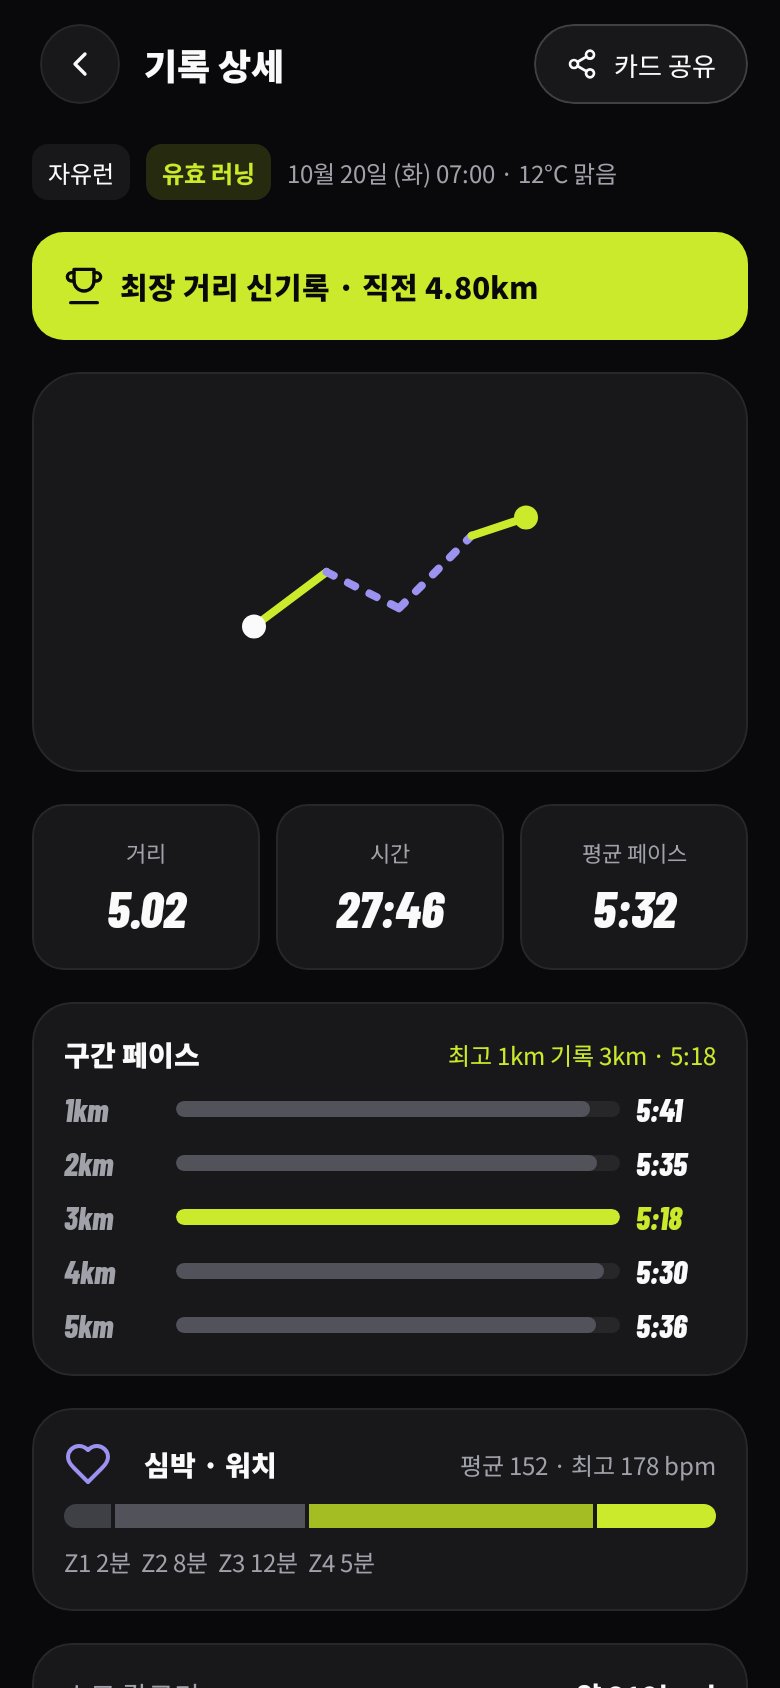 기록 상세
카드 공유
자유런
유효 러닝
10월 20일 (화) 07:00 · 12°C 맑음
최장 거리 신기록 · 직전 4.80km
거리
시간
평균 페이스
5.02
27:46
5:32
구간 페이스
최고 1km 기록 3km · 5:18
1km 5:41
2km 5:35
3km 5:18
4km 5:30
5km 5:36
심박 · 워치
평균 152 · 최고 178 bpm
Z1 2분 Z2 8분 Z3 12분 Z4 5분